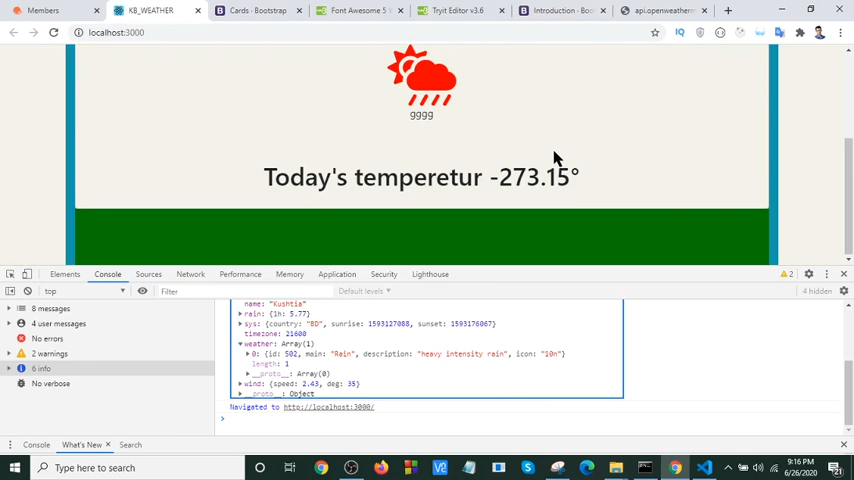 Members
KB_WEATHER
Cards · Bootstrap
Font Awesome 5 V
Tryit Editor v3.6
Introduction · Boo
api.openweatherm
localhost:3000
IQ
gggg
Today's temperetur -273.15°
Elements
Console
Sources
Network
Performance
Memory
Application
Security
Lighthouse
2
top
Filter
Default levels
4 hidden
8 messages
4 user messages
No errors
2 warnings
6 info
No verbose
name: "Kushtia"
rain: {1h: 5.77}
sys: {country: "BD", sunrise: 1593127088, sunset: 1593176067}
timezone: 21600
weather: Array(1)
0: {id: 502, main: "Rain", description: "heavy intensity rain", icon: "10n"}
length: 1
__proto__: Array(0)
wind: {speed: 2.43, deg: 35}
__proto__: Object
Navigated to http://localhost:3000/
Console
What's New
Search
Type here to search
9:16 PM
6/26/2020
21